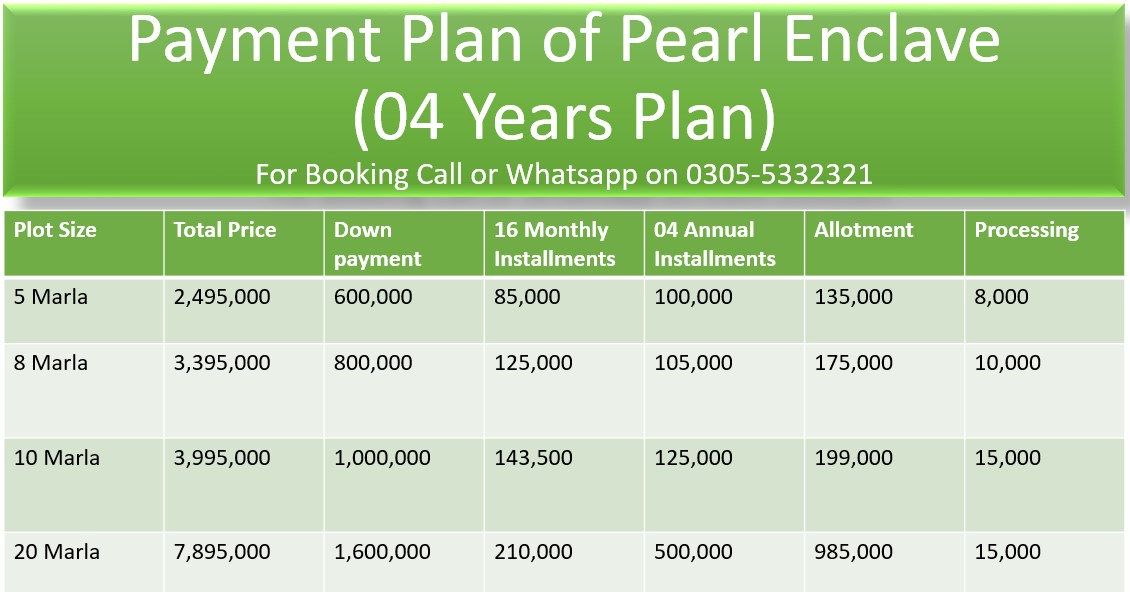 Payment Plan of Pearl Enclave
(04 Years Plan)
For Booking Call or Whatsapp on 0305-5332321
Plot Size Total Price Down payment 16 Monthly Installments 04 Annual Installments Allotment Processing
5 Marla 2,495,000 600,000 85,000 100,000 135,000 8,000
8 Marla 3,395,000 800,000 125,000 105,000 175,000 10,000
10 Marla 3,995,000 1,000,000 143,500 125,000 199,000 15,000
20 Marla 7,895,000 1,600,000 210,000 500,000 985,000 15,000